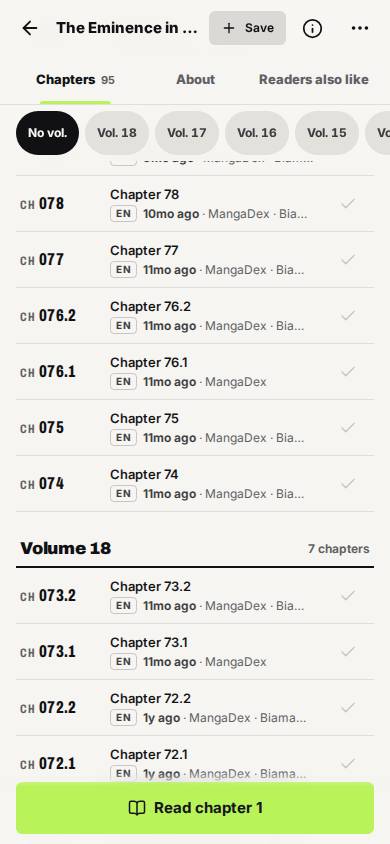 The Eminence in ...
Save
Chapters 95
About
Readers also like
No vol.
Vol. 18
Vol. 17
Vol. 16
Vol. 15
CH 078
Chapter 78
EN 10mo ago · MangaDex · Bia...
CH 077
Chapter 77
EN 11mo ago · MangaDex · Bia...
CH 076.2
Chapter 76.2
EN 11mo ago · MangaDex · Bia...
CH 076.1
Chapter 76.1
EN 11mo ago · MangaDex
CH 075
Chapter 75
EN 11mo ago · MangaDex · Bia...
CH 074
Chapter 74
EN 11mo ago · MangaDex · Bia...
Volume 18
7 chapters
CH 073.2
Chapter 73.2
EN 11mo ago · MangaDex · Bia...
CH 073.1
Chapter 73.1
EN 11mo ago · MangaDex
CH 072.2
Chapter 72.2
EN 1y ago · MangaDex · Biama...
CH 072.1
Chapter 72.1
EN 1y ago · MangaDex · Biama...
Read chapter 1